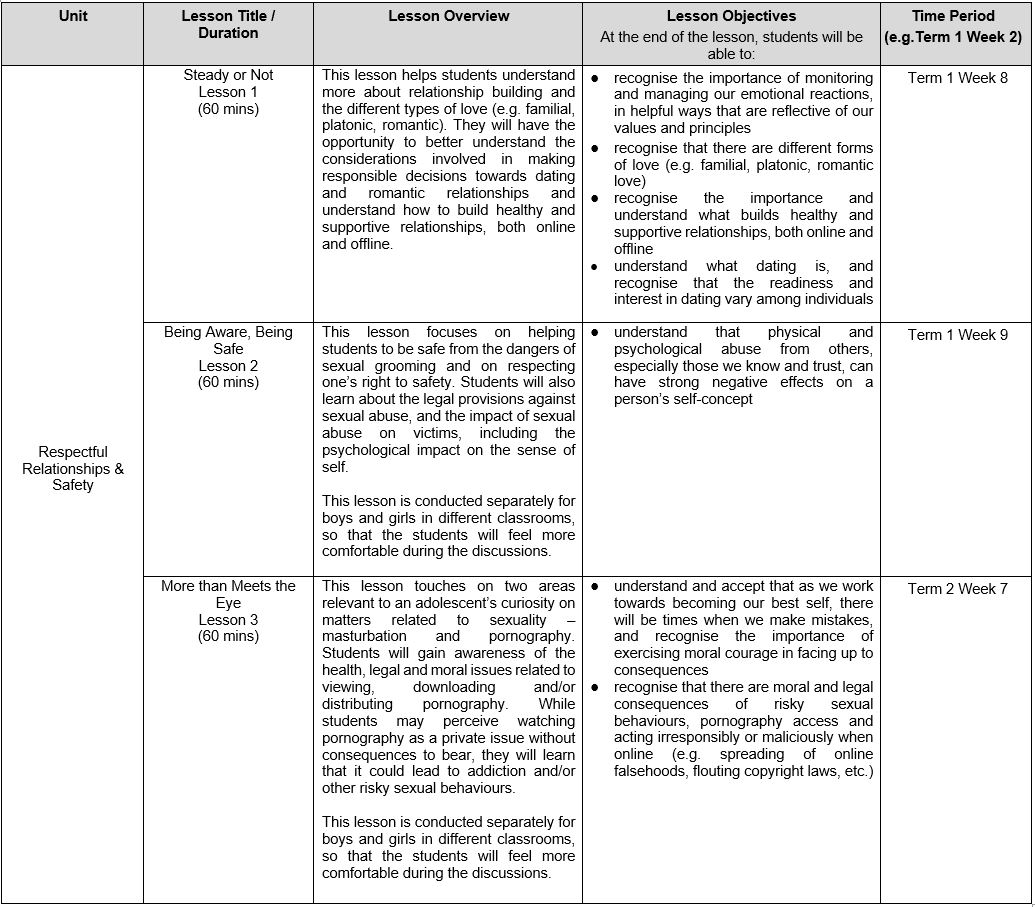 Unit
Lesson Title /
Duration
Lesson Overview
Lesson Objectives
At the end of the lesson, students will be
able to:
Time Period
(e.g.Term 1 Week 2)
Respectful
Relationships &
Safety
Steady or Not
Lesson 1
(60 mins)
This lesson helps students understand
more about relationship building and
the different types of love (e.g. familial,
platonic, romantic). They will have the
opportunity to better understand the
considerations involved in making
responsible decisions towards dating
and romantic relationships and
understand how to build healthy and
supportive relationships, both online
and offline.
● recognise the importance of monitoring
and managing our emotional reactions,
in helpful ways that are reflective of our
values and principles
● recognise that there are different forms
of love (e.g. familial, platonic, romantic
love)
● recognise the importance and
understand what builds healthy and
supportive relationships, both online and
offline
● understand what dating is, and
recognise that the readiness and
interest in dating vary among individuals
Term 1 Week 8
Being Aware, Being
Safe
Lesson 2
(60 mins)
This lesson focuses on helping
students to be safe from the dangers of
sexual grooming and on respecting
one's right to safety. Students will also
learn about the legal provisions against
sexual abuse, and the impact of sexual
abuse on victims, including the
psychological impact on the sense of
self.
This lesson is conducted separately for
boys and girls in different classrooms,
so that the students will feel more
comfortable during the discussions.
● understand that physical and
psychological abuse from others,
especially those we know and trust, can
have strong negative effects on a
person's self-concept
Term 1 Week 9
More than Meets the
Eye
Lesson 3
(60 mins)
This lesson touches on two areas
relevant to an adolescent's curiosity on
matters related to sexuality –
masturbation and pornography.
Students will gain awareness of the
health, legal and moral issues related to
viewing, downloading and/or
distributing pornography. While
students may perceive watching
pornography as a private issue without
consequences to bear, they will learn
that it could lead to addiction and/or
other risky sexual behaviours.
This lesson is conducted separately for
boys and girls in different classrooms,
so that the students will feel more
comfortable during the discussions.
● understand and accept that as we work
towards becoming our best self, there
will be times when we make mistakes,
and recognise the importance of
exercising moral courage in facing up to
consequences
● recognise that there are moral and legal
consequences of risky sexual
behaviours, pornography access and
acting irresponsibly or maliciously when
online (e.g. spreading of online
falsehoods, flouting copyright laws, etc.)
Term 2 Week 7